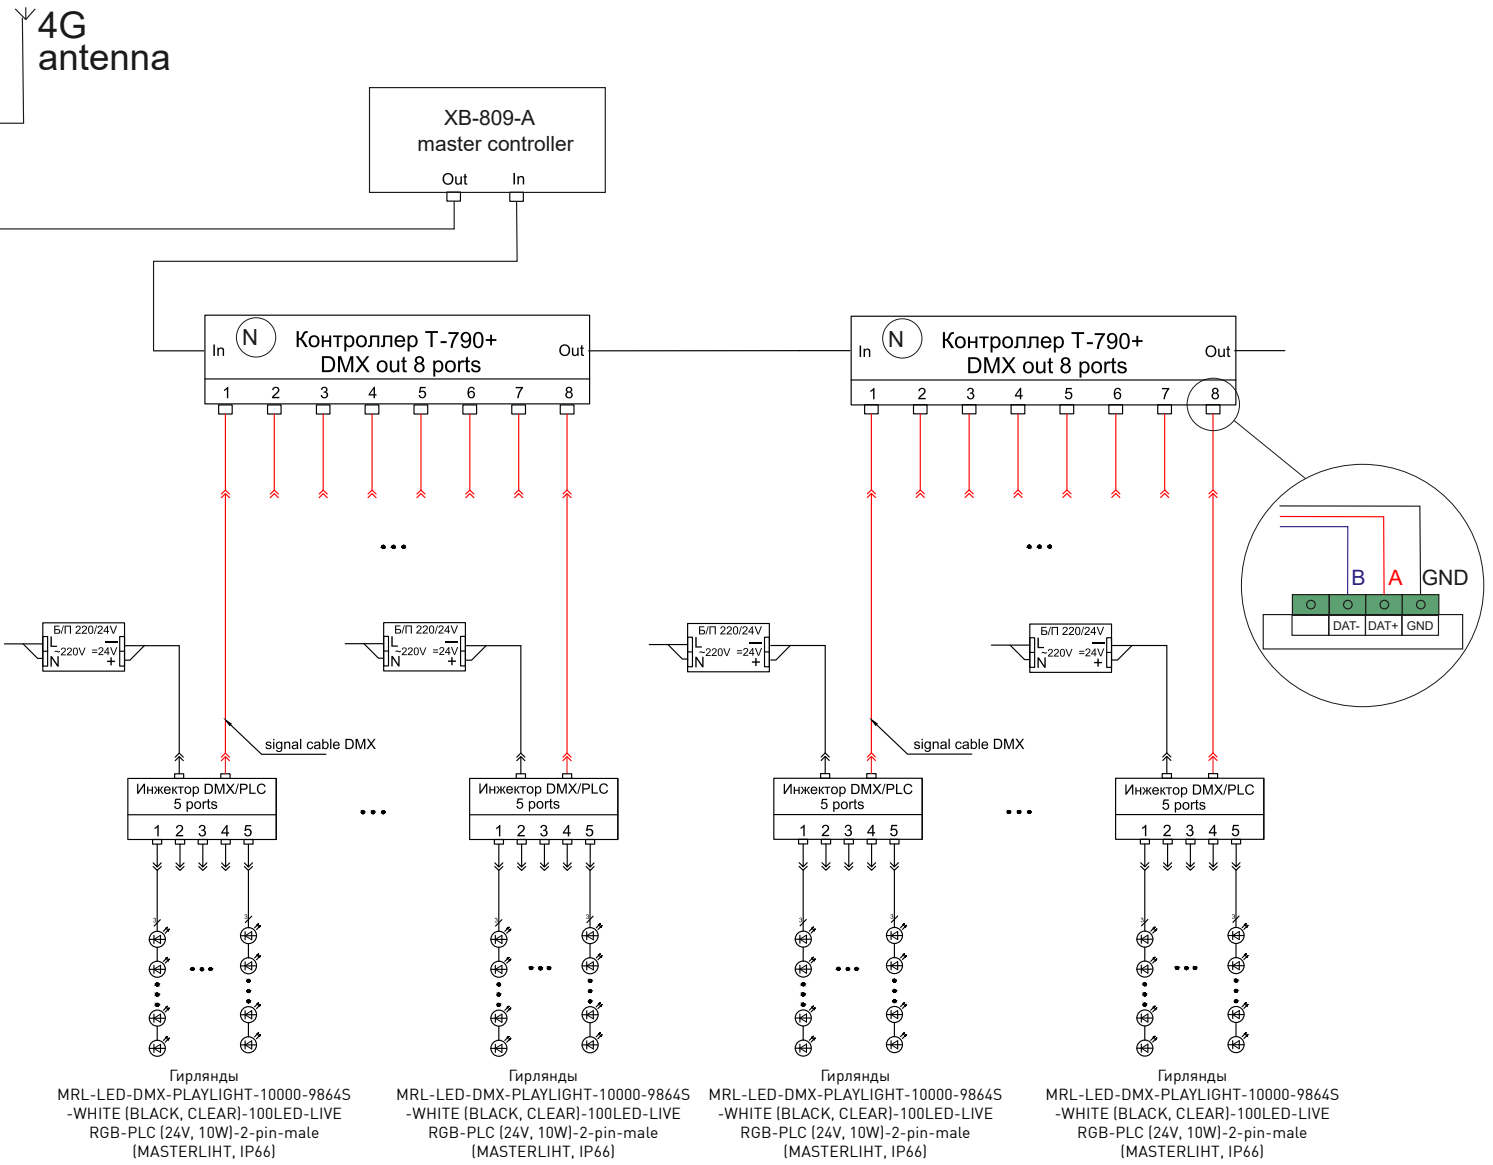 4G
antenna
XB-809-A
master controller
Out In
N
Контроллер Т-790+
DMX out 8 ports
In
Out
1 2 3 4 5 6 7 8
N
Контроллер Т-790+
DMX out 8 ports
In
Out
1 2 3 4 5 6 7 8
B A GND
DAT- DAT+ GND
Б/П 220/24V
L
~220V =24V
N +
Б/П 220/24V
L
~220V =24V
N +
Б/П 220/24V
L
~220V =24V
N +
Б/П 220/24V
L
~220V =24V
N +
signal cable DMX
signal cable DMX
Инжектор DMX/PLC
5 ports
1 2 3 4 5
Инжектор DMX/PLC
5 ports
1 2 3 4 5
Инжектор DMX/PLC
5 ports
1 2 3 4 5
Инжектор DMX/PLC
5 ports
1 2 3 4 5
3 3
3 3
3 3
3 3
Гирлянды
MRL-LED-DMX-PLAYLIGHT-10000-9864S
-WHITE (BLACK, CLEAR)-100LED-LIVE
RGB-PLC (24V, 10W)-2-pin-male
(MASTERLIHT, IP66)
Гирлянды
MRL-LED-DMX-PLAYLIGHT-10000-9864S
-WHITE (BLACK, CLEAR)-100LED-LIVE
RGB-PLC (24V, 10W)-2-pin-male
(MASTERLIHT, IP66)
Гирлянды
MRL-LED-DMX-PLAYLIGHT-10000-9864S
-WHITE (BLACK, CLEAR)-100LED-LIVE
RGB-PLC (24V, 10W)-2-pin-male
(MASTERLIHT, IP66)
Гирлянды
MRL-LED-DMX-PLAYLIGHT-10000-9864S
-WHITE (BLACK, CLEAR)-100LED-LIVE
RGB-PLC (24V, 10W)-2-pin-male
(MASTERLIHT, IP66)